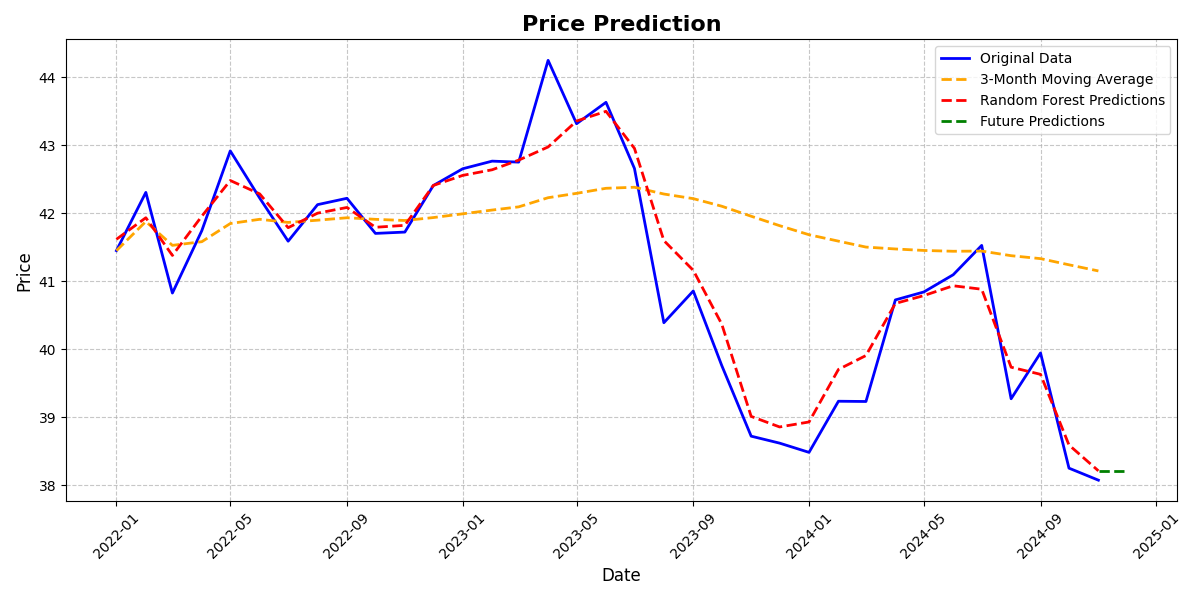 Price Prediction
Original Data
3-Month Moving Average
Random Forest Predictions
Future Predictions
Price
44
43
42
41
40
39
38
2022-01
2022-05
2022-09
2023-01
2023-05
2023-09
2024-01
2024-05
2024-09
2025-01
Date